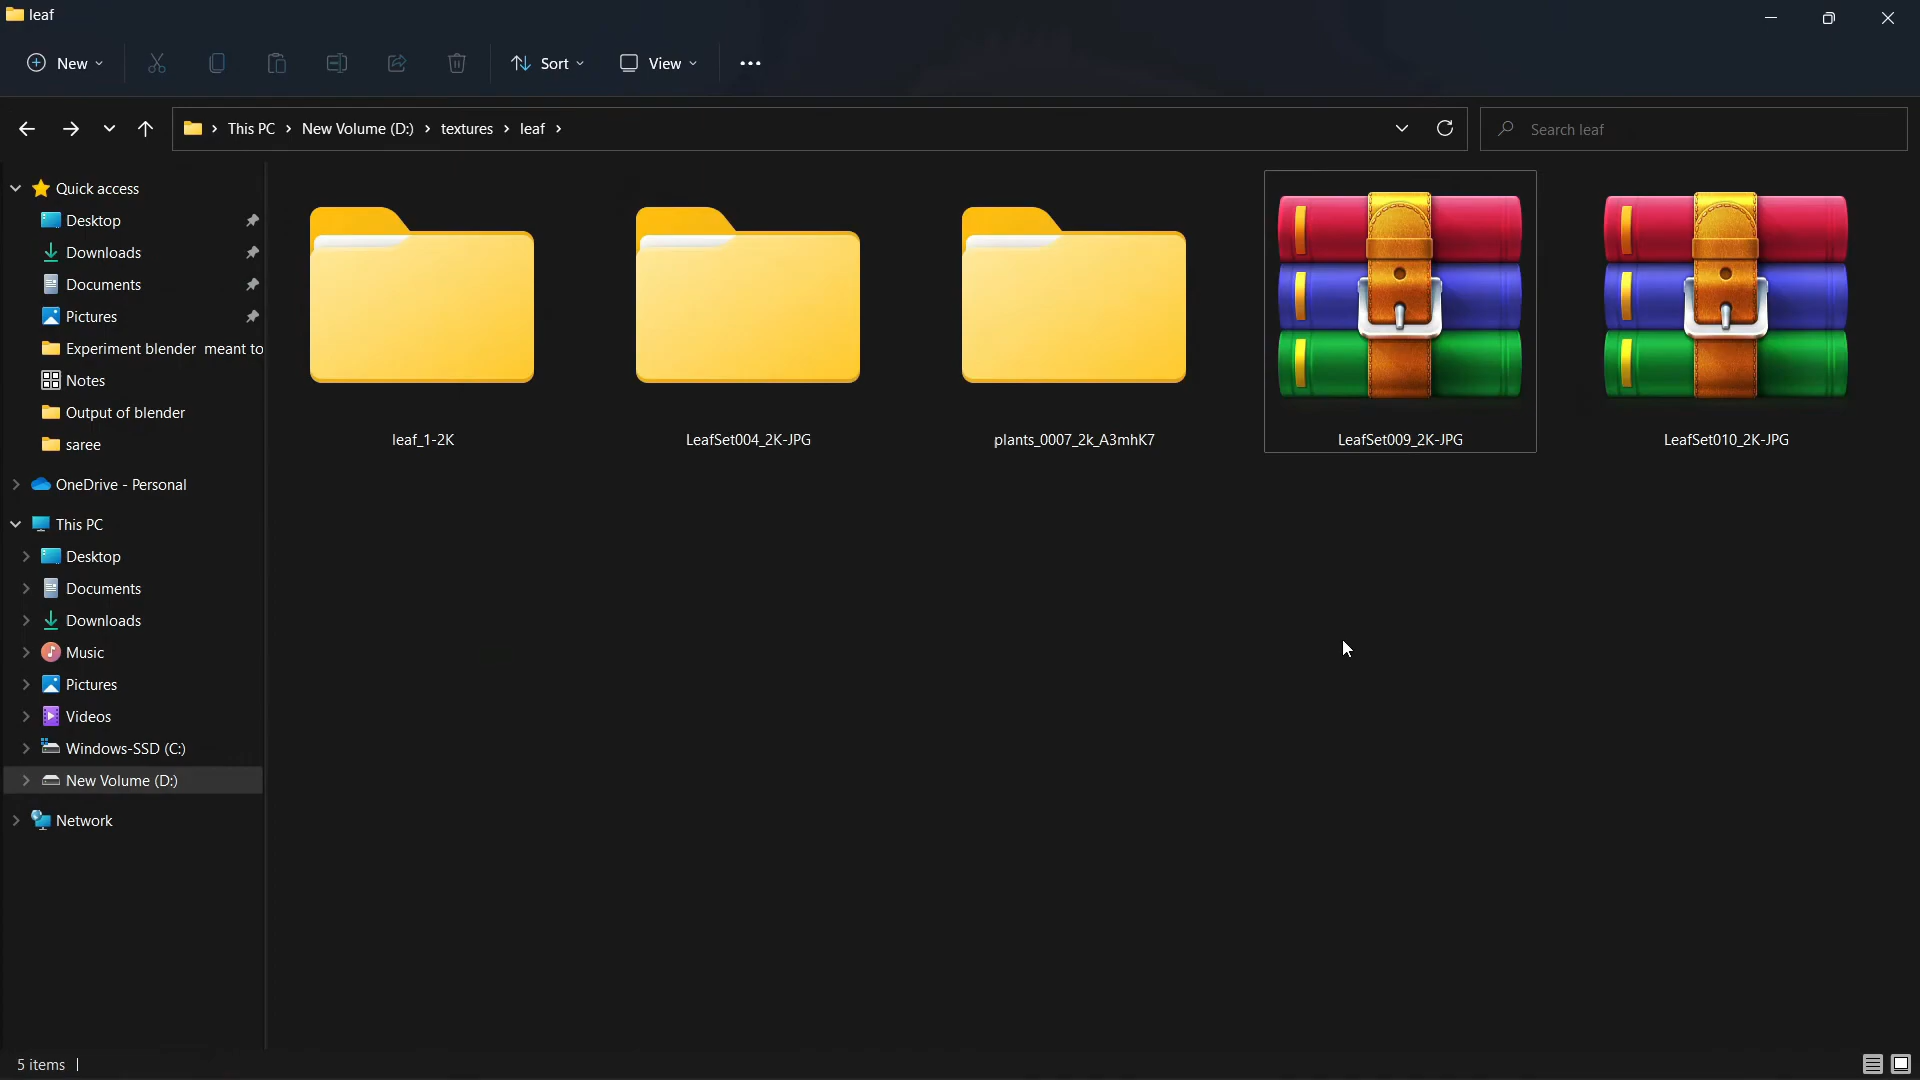 leaf
New
Sort
View
This PC
New Volume (D:)
textures
leaf
Search leaf
Quick access
Desktop
Downloads
Documents
Pictures
Experiment blender meant to
Notes
Output of blender
saree
OneDrive - Personal
This PC
Desktop
Documents
Downloads
Music
Pictures
Videos
Windows-SSD (C:)
New Volume (D:)
Network
leaf_1-2K
LeafSet004_2K-JPG
plants_0007_2k_A3mhK7
LeafSet009_2K-JPG
LeafSet010_2K-JPG
5 items